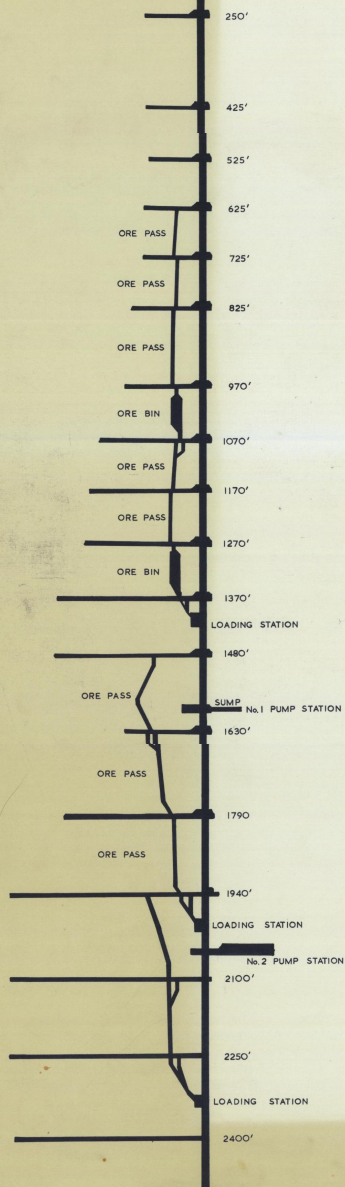 250'
425'
525'
625'
ORE PASS
725'
ORE PASS
825'
ORE PASS
970'
ORE BIN
1070'
ORE PASS
1170'
ORE PASS
1270'
ORE BIN
1370'
LOADING STATION
1480'
ORE PASS
SUMP
No.1 PUMP STATION
1630'
ORE PASS
1790
ORE PASS
1940'
LOADING STATION
No.2 PUMP STATION
2100'
2250'
LOADING STATION
2400'